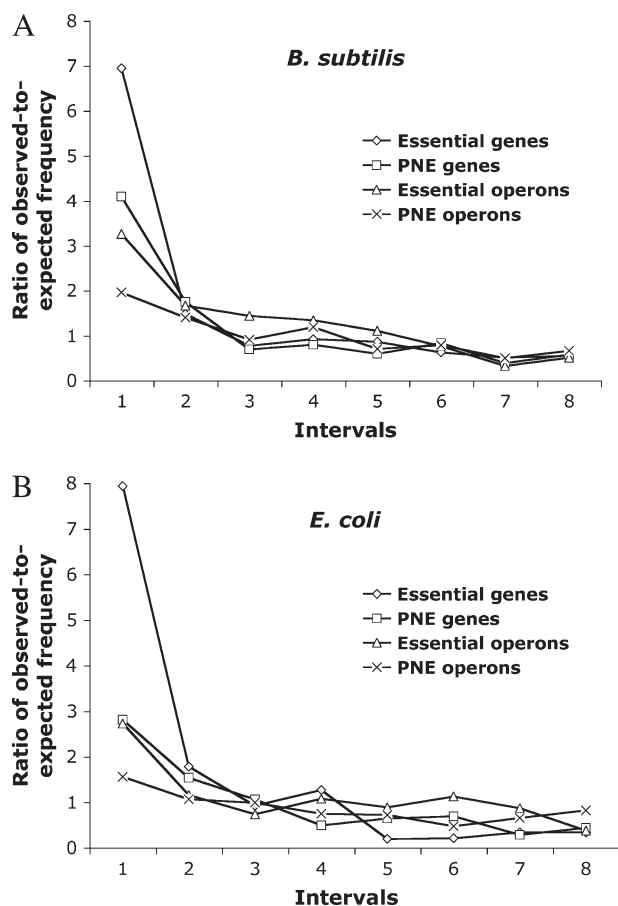 A
B. subtilis
Ratio of observed-to-
expected frequency
8
7
6
5
4
3
2
1
0
Essential genes
PNE genes
Essential operons
PNE operons
1 2 3 4 5 6 7 8
Intervals
B
E. coli
Ratio of observed-to-
expected frequency
8
7
6
5
4
3
2
1
0
Essential genes
PNE genes
Essential operons
PNE operons
1 2 3 4 5 6 7 8
Intervals